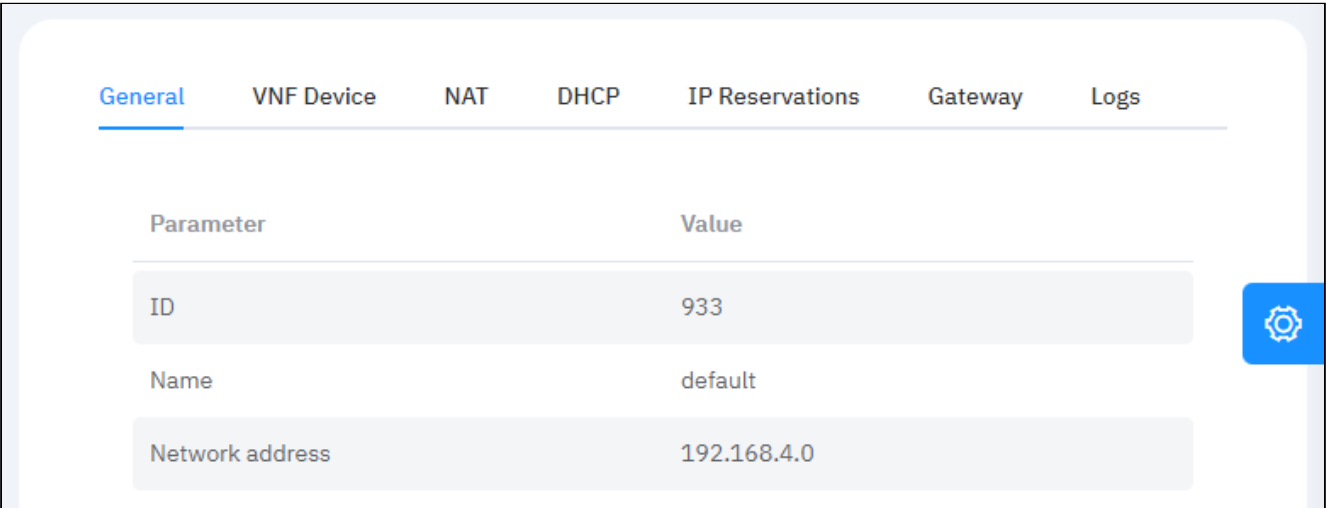 General VNF Device NAT DHCP IP Reservations Gateway Logs
Parameter Value
ID 933
Name default
Network address 192.168.4.0